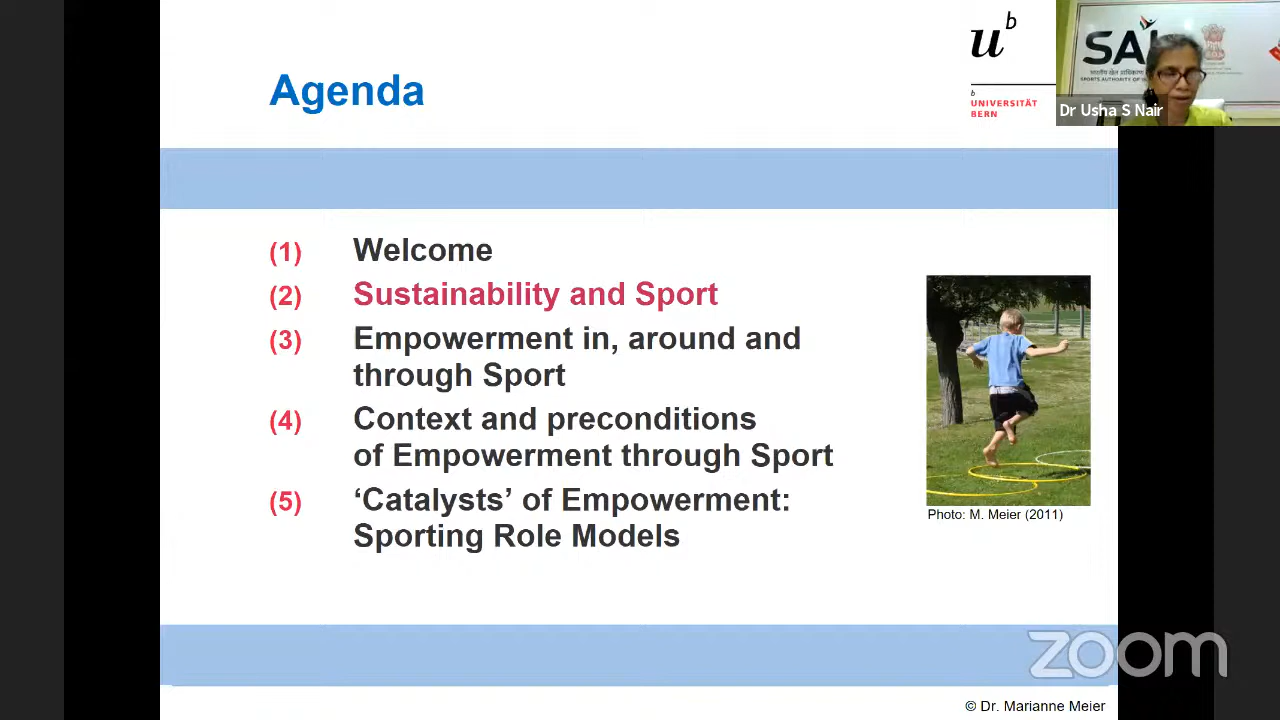 Agenda
u
b
b
UNIVERSITÄT
BERN
SAI
Dr Usha S Nair
(1) Welcome
(2) Sustainability and Sport
(3) Empowerment in, around and
through Sport
(4) Context and preconditions
of Empowerment through Sport
(5) ‘Catalysts’ of Empowerment:
Sporting Role Models
Photo: M. Meier (2011)
zoom
© Dr. Marianne Meier